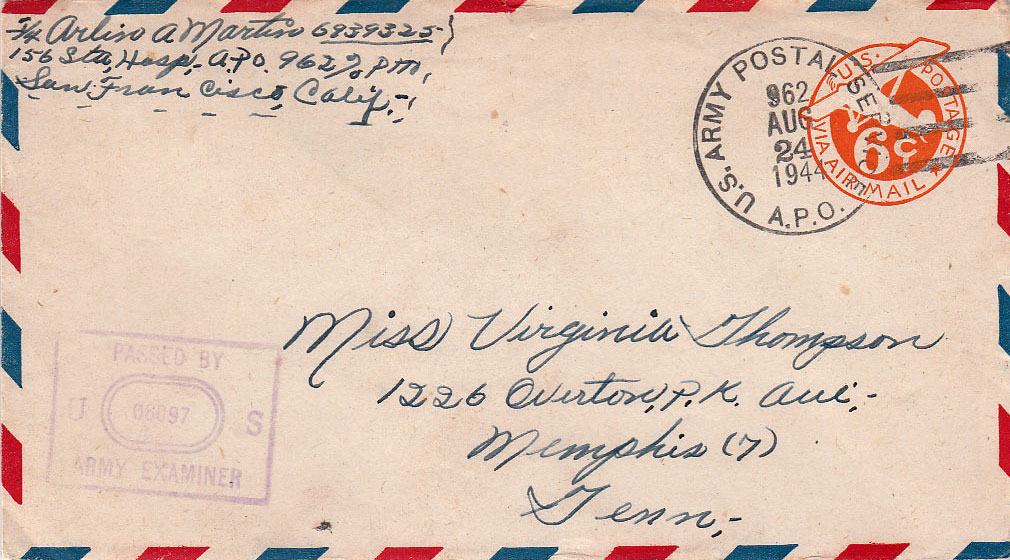 T/4 Arlin A Martin 6939325
156 Sta, Hosp, A.P.O. 962 % P.M,
San Francisco, Calif,-
U.S. ARMY POSTAL SERVICE
962
AUG
24
1944
A.P.O.
U.S. POSTAGE
6¢
VIA AIR MAIL
Miss Virginia Thompson
1226 Overton, P.K. Ave,-
Memphis (7)
Tenn,-
PASSED BY
U 08097 S
ARMY EXAMINER